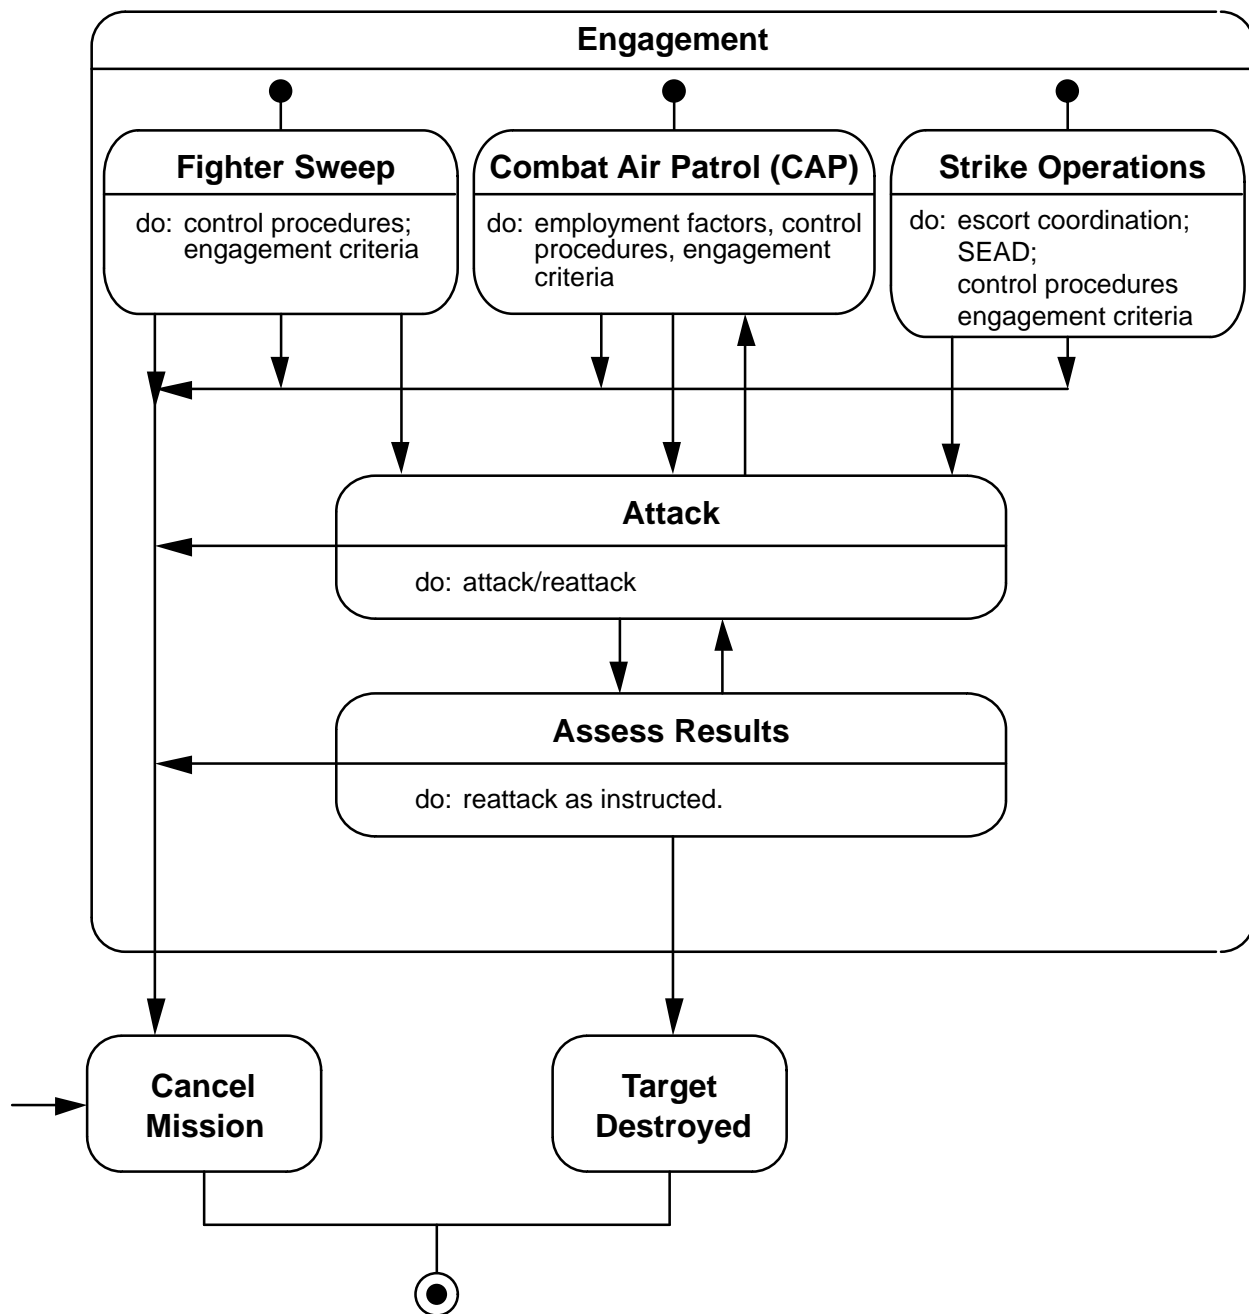 Engagement
Fighter Sweep
do: control procedures;
engagement criteria
Combat Air Patrol (CAP)
do: employment factors, control
procedures, engagement
criteria
Strike Operations
do: escort coordination;
SEAD;
control procedures
engagement criteria
Attack
do: attack/reattack
Assess Results
do: reattack as instructed.
Cancel
Mission
Target
Destroyed